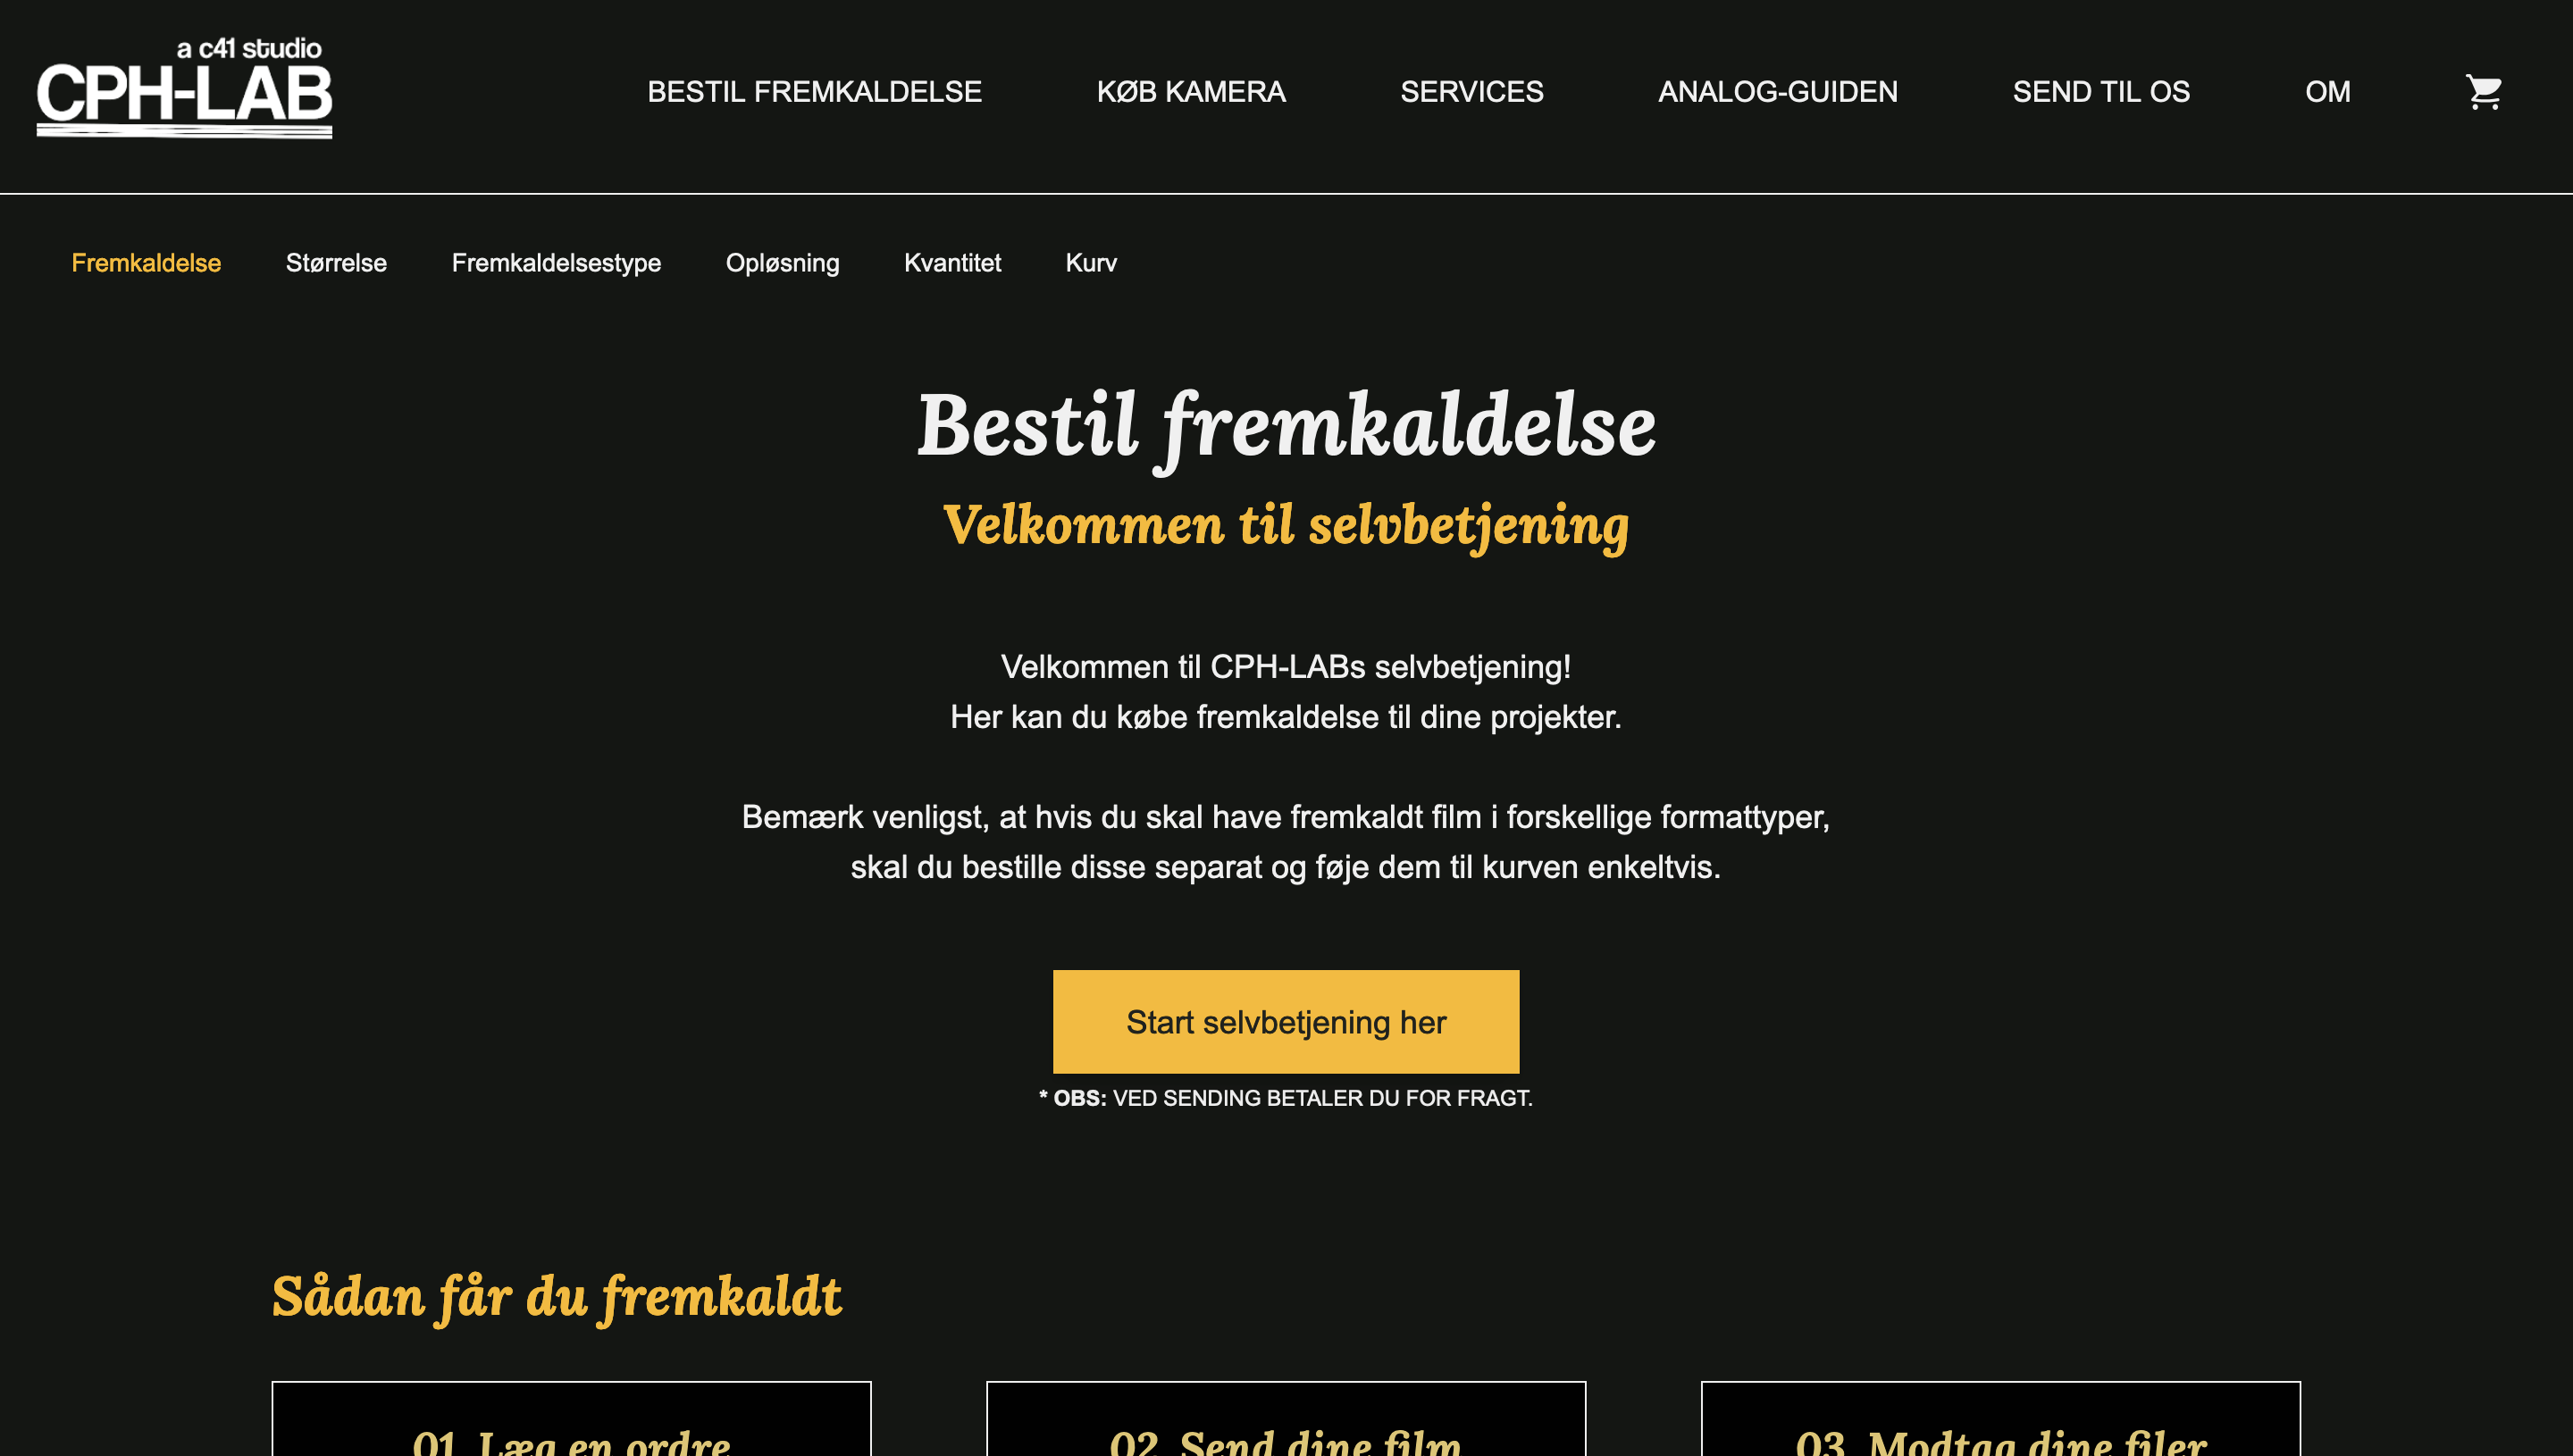 a c41 studio
CPH-LAB
BESTIL FREMKALDELSE
KØB KAMERA
SERVICES
ANALOG-GUIDEN
SEND TIL OS
OM
Fremkaldelse
Størrelse
Fremkaldelsestype
Opløsning
Kvantitet
Kurv
Bestil fremkaldelse
Velkommen til selvbetjening
Velkommen til CPH-LABs selvbetjening!
Her kan du købe fremkaldelse til dine projekter.
Bemærk venligst, at hvis du skal have fremkaldt film i forskellige formattyper,
skal du bestille disse separat og føje dem til kurven enkeltvis.
Start selvbetjening her
* OBS: VED SENDING BETALER DU FOR FRAGT.
Sådan får du fremkaldt
01. Læg en ordre
02. Send dine film
03. Modtag dine filer